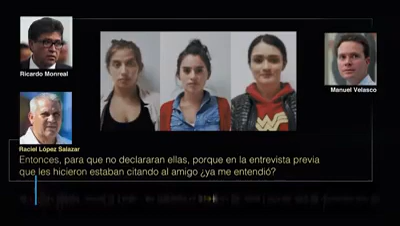 Ricardo Monreal
Manuel Velasco
Raciel López Salazar
Entonces, para que no declararan ellas, porque en la entrevista previa
que les hicieron estaban citando al amigo ¿ya me entendió?